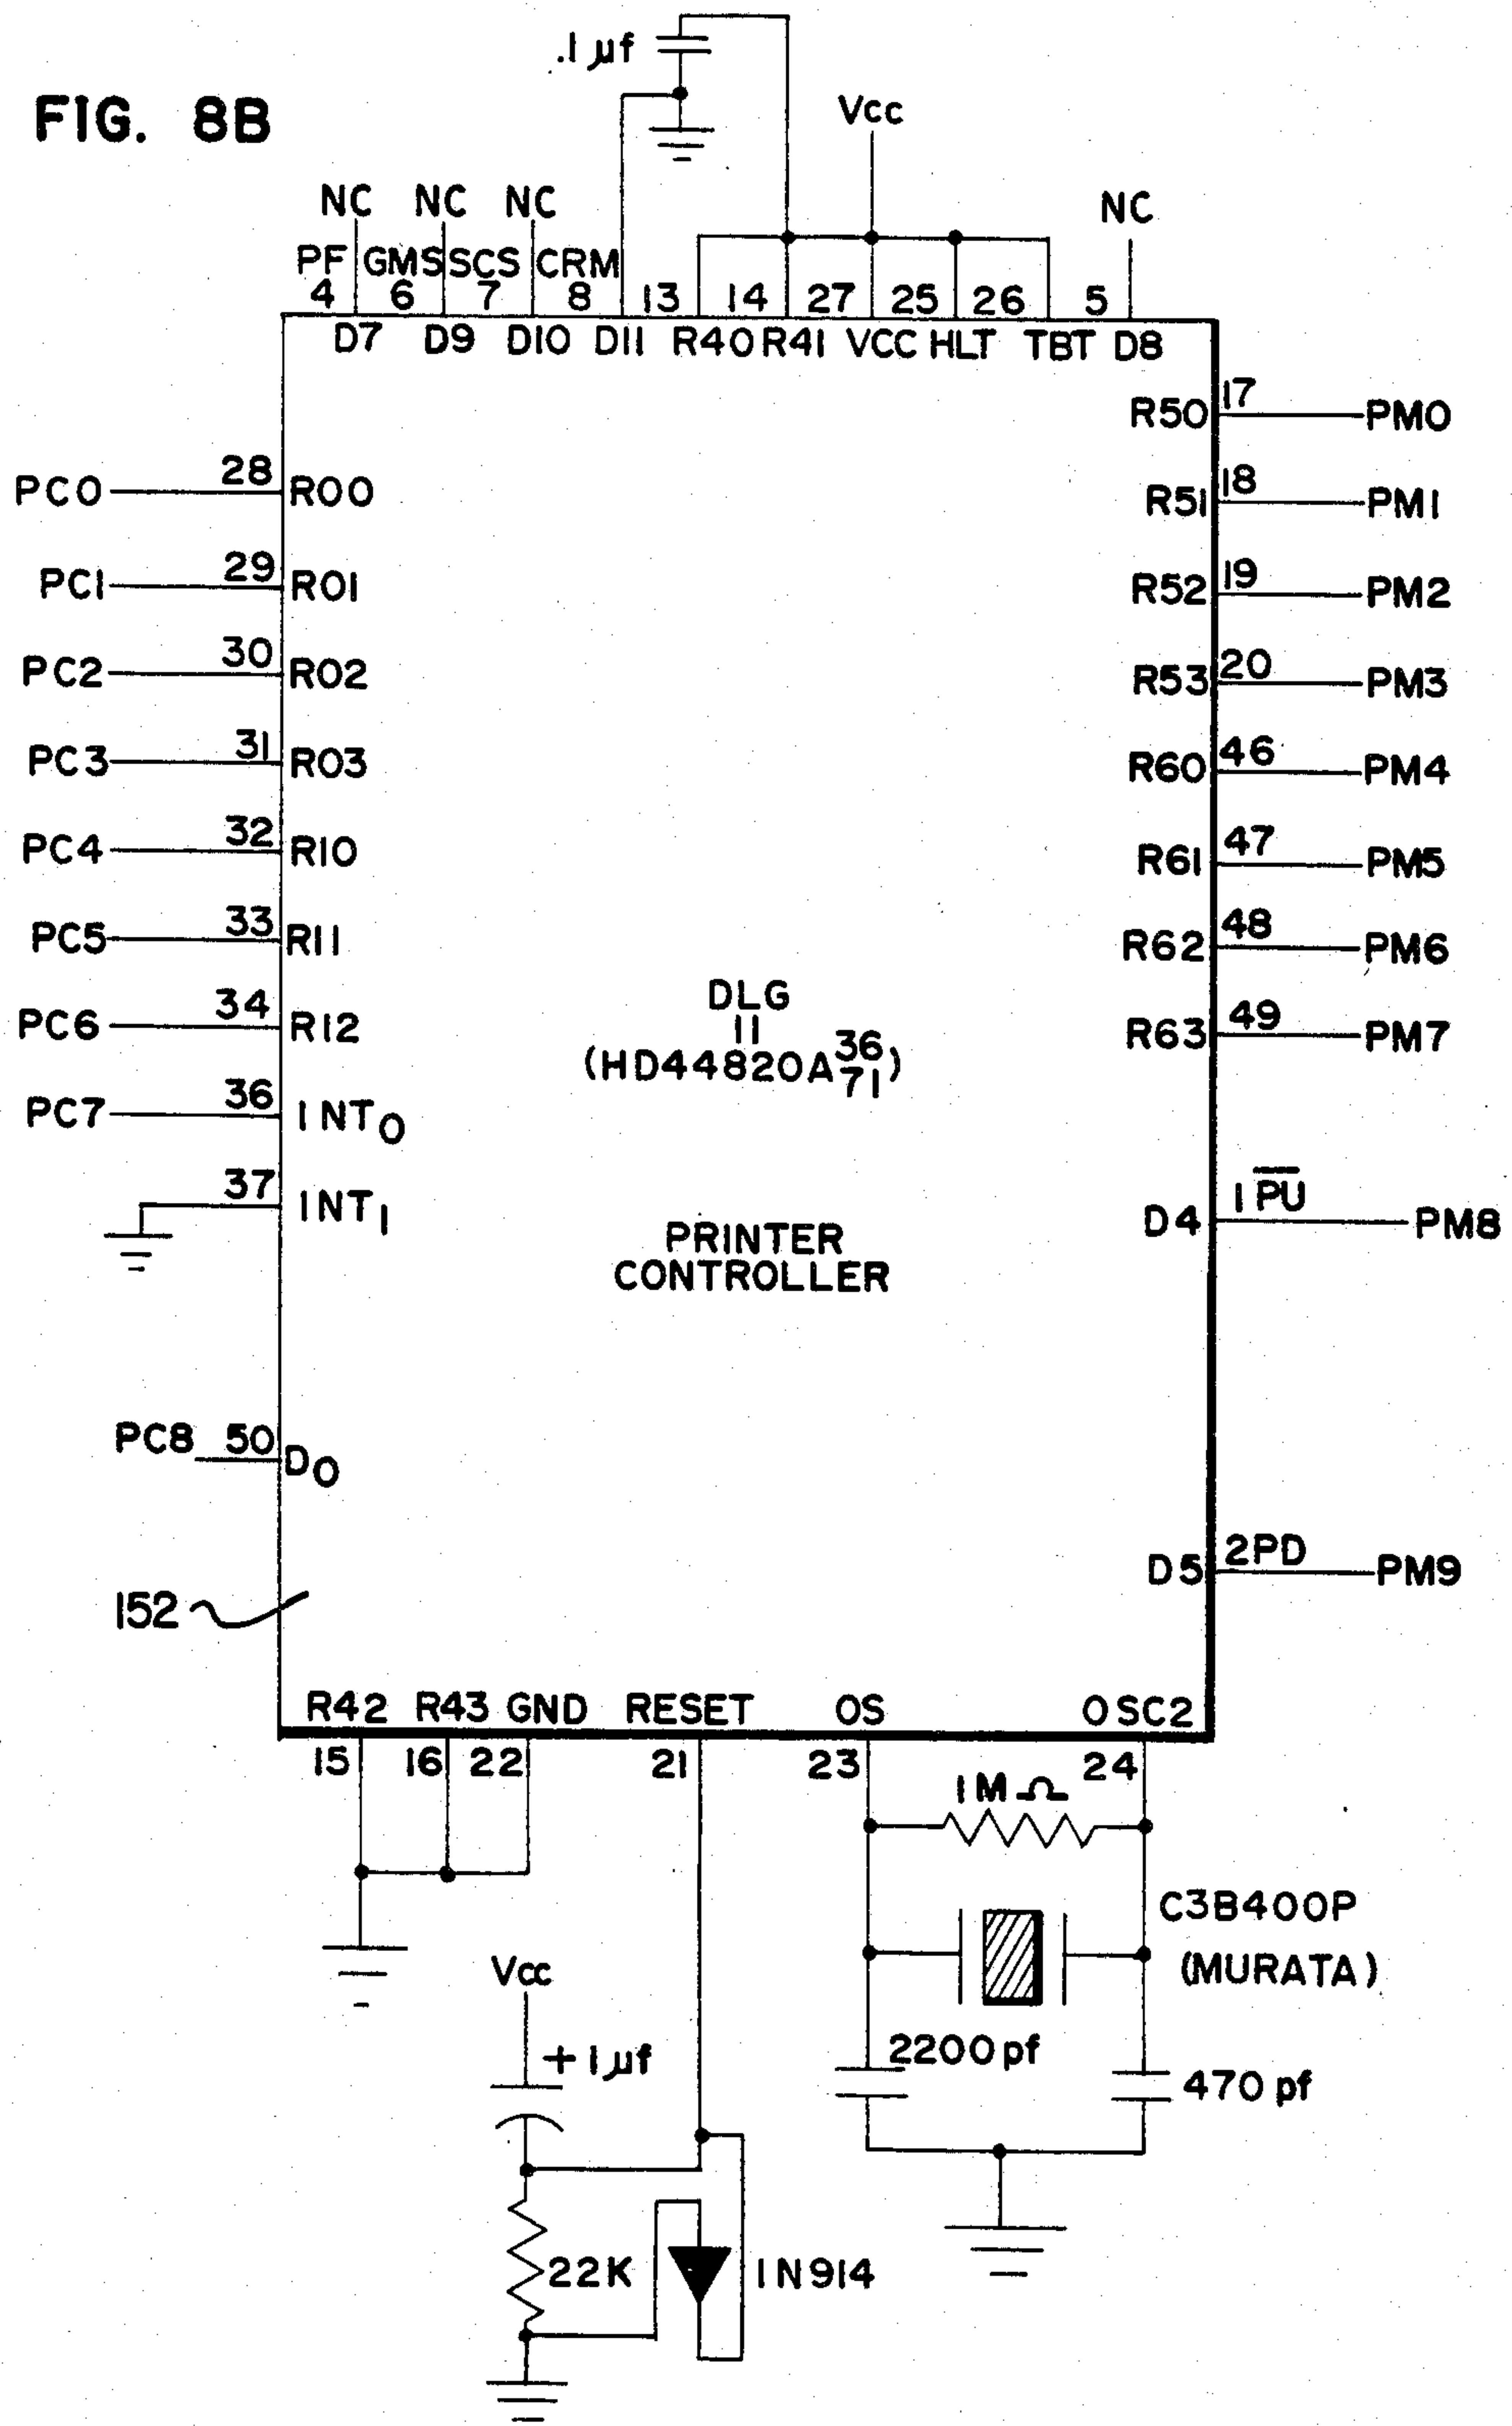 .1 µf
FIG. 8B
Vcc
NC NC NC NC
PF GMS SCS CRM
4 6 7 8 13 14 27 25 26 5
D7 D9 D10 D11 R40 R41 VCC HLT TBT D8
R50 17 PM0
PC0 28 R00
R51 18 PM1
PC1 29 R01
R52 19 PM2
PC2 30 R02
R53 20 PM3
PC3 31 R03
R60 46 PM4
PC4 32 R10
R61 47 PM5
PC5 33 R11
R62 48 PM6
DLG
PC6 34 R12
11
R63 49 PM7
(HD44820A 36 71)
PC7 36 INT0
37 INT1
D4 1 PU PM8
PRINTER
CONTROLLER
PC8 50 D0
D5 2PD PM9
152
R42 R43 GND RESET OS OSC2
15 16 22 21 23 24
1M Ω
C3B400P
(MURATA)
Vcc
+1µf
2200pf
470pf
22K
1N914